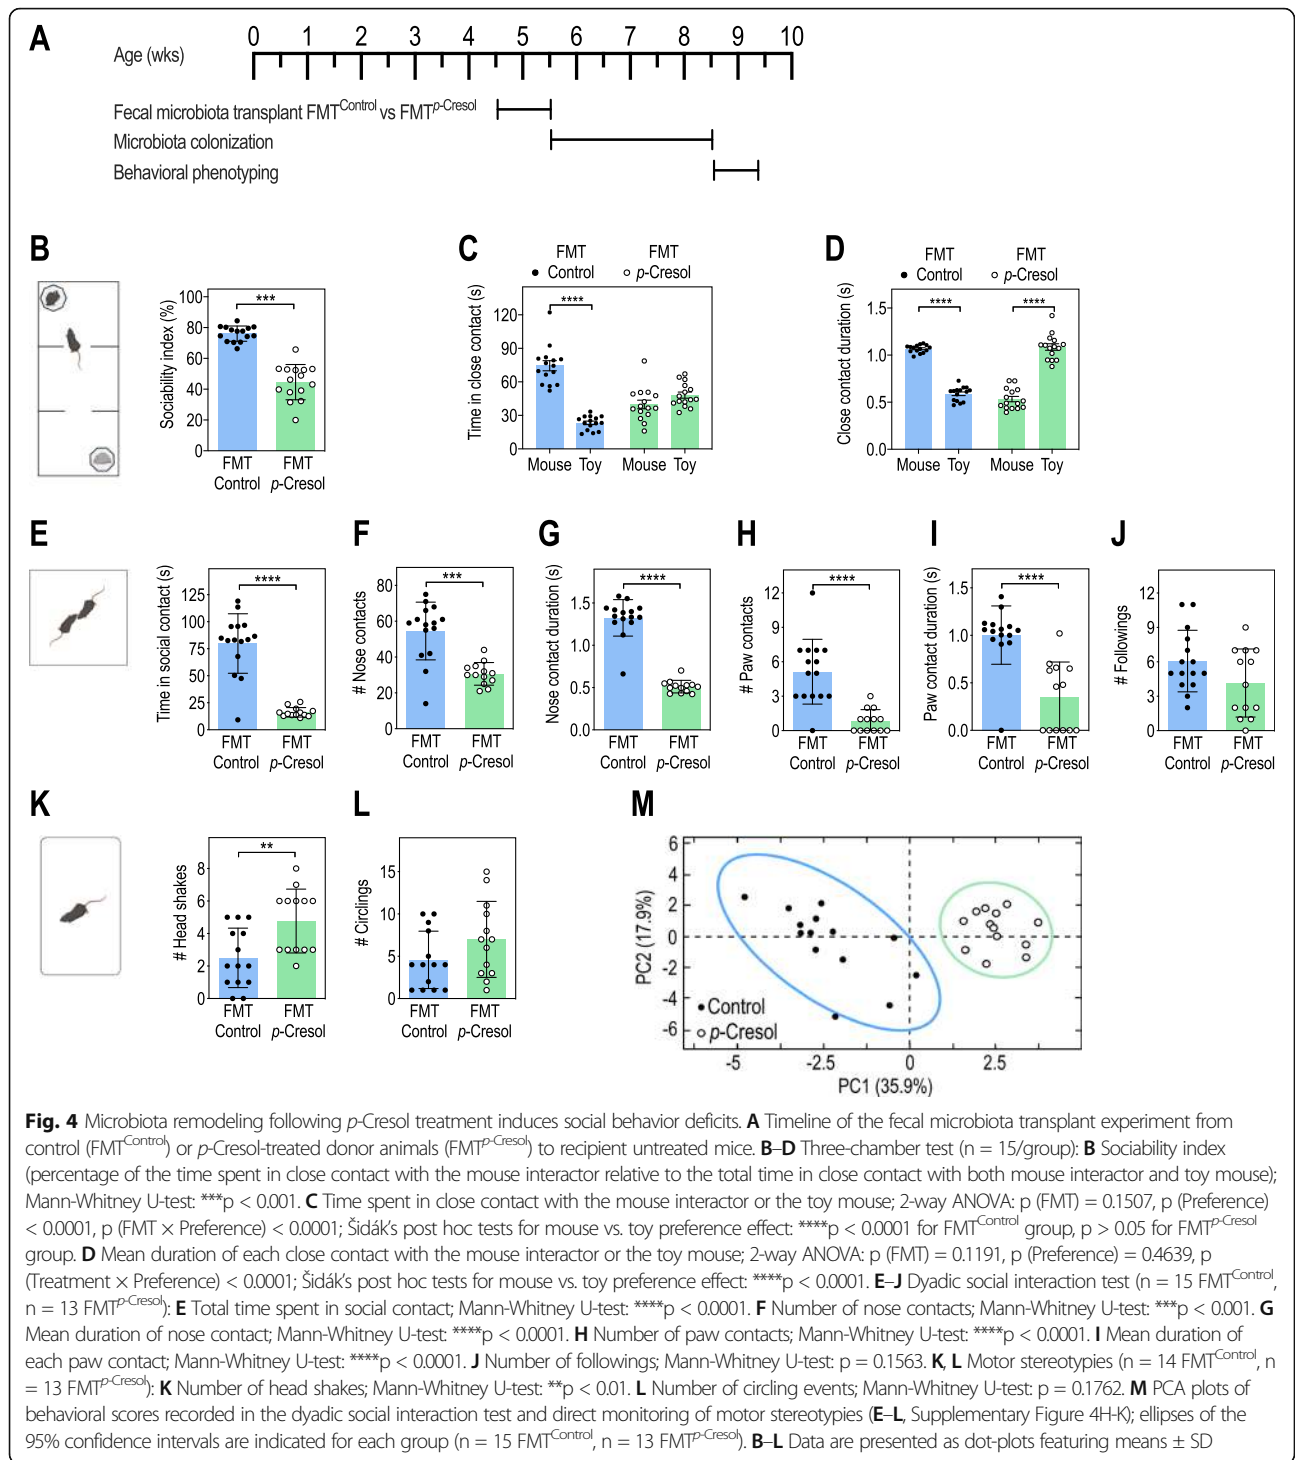 A
Age (wks)
0 1 2 3 4 5 6 7 8 9 10
Fecal microbiota transplant FMT^Control vs FMT^p-Cresol
Microbiota colonization
Behavioral phenotyping
B
Sociability index (%)
100
80
60
40
20
0
***
FMT Control
FMT p-Cresol
C
FMT Control
FMT p-Cresol
Time in close contact (s)
120
90
60
30
0
****
Mouse Toy Mouse Toy
D
FMT Control
FMT p-Cresol
Close contact duration (s)
1.5
1.0
0.5
0.0
**** ****
Mouse Toy Mouse Toy
E
Time in social contact (s)
125
100
75
50
25
0
****
FMT Control
FMT p-Cresol
F
# Nose contacts
80
60
40
20
0
***
FMT Control
FMT p-Cresol
G
Nose contact duration (s)
1.5
1.0
0.5
0.0
****
FMT Control
FMT p-Cresol
H
# Paw contacts
12
9
6
3
0
****
FMT Control
FMT p-Cresol
I
Paw contact duration (s)
1.5
1.0
0.5
0.0
****
FMT Control
FMT p-Cresol
J
# Followings
12
9
6
3
0
FMT Control
FMT p-Cresol
K
# Head shakes
8
6
4
2
0
**
FMT Control
FMT p-Cresol
L
# Circlings
15
10
5
0
FMT Control
FMT p-Cresol
M
PC2 (17.9%)
6
4
2
0
-2
-4
-6
Control
p-Cresol
-5 -2.5 0 2.5
PC1 (35.9%)
Fig. 4 Microbiota remodeling following p-Cresol treatment induces social behavior deficits. A Timeline of the fecal microbiota transplant experiment from
control (FMT^Control) or p-Cresol-treated donor animals (FMT^p-Cresol) to recipient untreated mice. B–D Three-chamber test (n = 15/group): B Sociability index
(percentage of the time spent in close contact with the mouse interactor relative to the total time in close contact with both mouse interactor and toy mouse);
Mann-Whitney U-test: ***p < 0.001. C Time spent in close contact with the mouse interactor or the toy mouse; 2-way ANOVA: p (FMT) = 0.1507, p (Preference)
< 0.0001, p (FMT × Preference) < 0.0001; Šidák's post hoc tests for mouse vs. toy preference effect: ****p < 0.0001 for FMT^Control group, p > 0.05 for FMT^p-Cresol
group. D Mean duration of each close contact with the mouse interactor or the toy mouse; 2-way ANOVA: p (FMT) = 0.1191, p (Preference) = 0.4639, p
(Treatment × Preference) < 0.0001; Šidák's post hoc tests for mouse vs. toy preference effect: ****p < 0.0001. E–J Dyadic social interaction test (n = 15 FMT^Control,
n = 13 FMT^p-Cresol): E Total time spent in social contact; Mann-Whitney U-test: ****p < 0.0001. F Number of nose contacts; Mann-Whitney U-test: ***p < 0.001. G
Mean duration of nose contact; Mann-Whitney U-test: ****p < 0.0001. H Number of paw contacts; Mann-Whitney U-test: ****p < 0.0001. I Mean duration of
each paw contact; Mann-Whitney U-test: ****p < 0.0001. J Number of followings; Mann-Whitney U-test: p = 0.1563. K, L Motor stereotypies (n = 14 FMT^Control, n
= 13 FMT^p-Cresol): K Number of head shakes; Mann-Whitney U-test: **p < 0.01. L Number of circling events; Mann-Whitney U-test: p = 0.1762. M PCA plots of
behavioral scores recorded in the dyadic social interaction test and direct monitoring of motor stereotypies (E–L, Supplementary Figure 4H-K); ellipses of the
95% confidence intervals are indicated for each group (n = 15 FMT^Control, n = 13 FMT^p-Cresol). B–L Data are presented as dot-plots featuring means ± SD